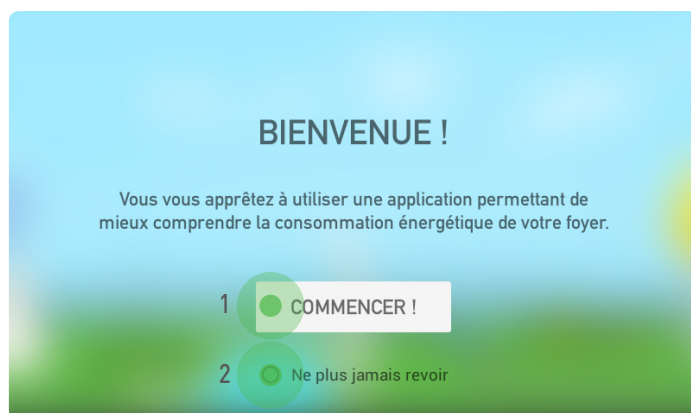 BIENVENUE !
Vous vous apprêtez à utiliser une application permettant de
mieux comprendre la consommation énergétique de votre foyer.
1 COMMENCER !
2 Ne plus jamais revoir